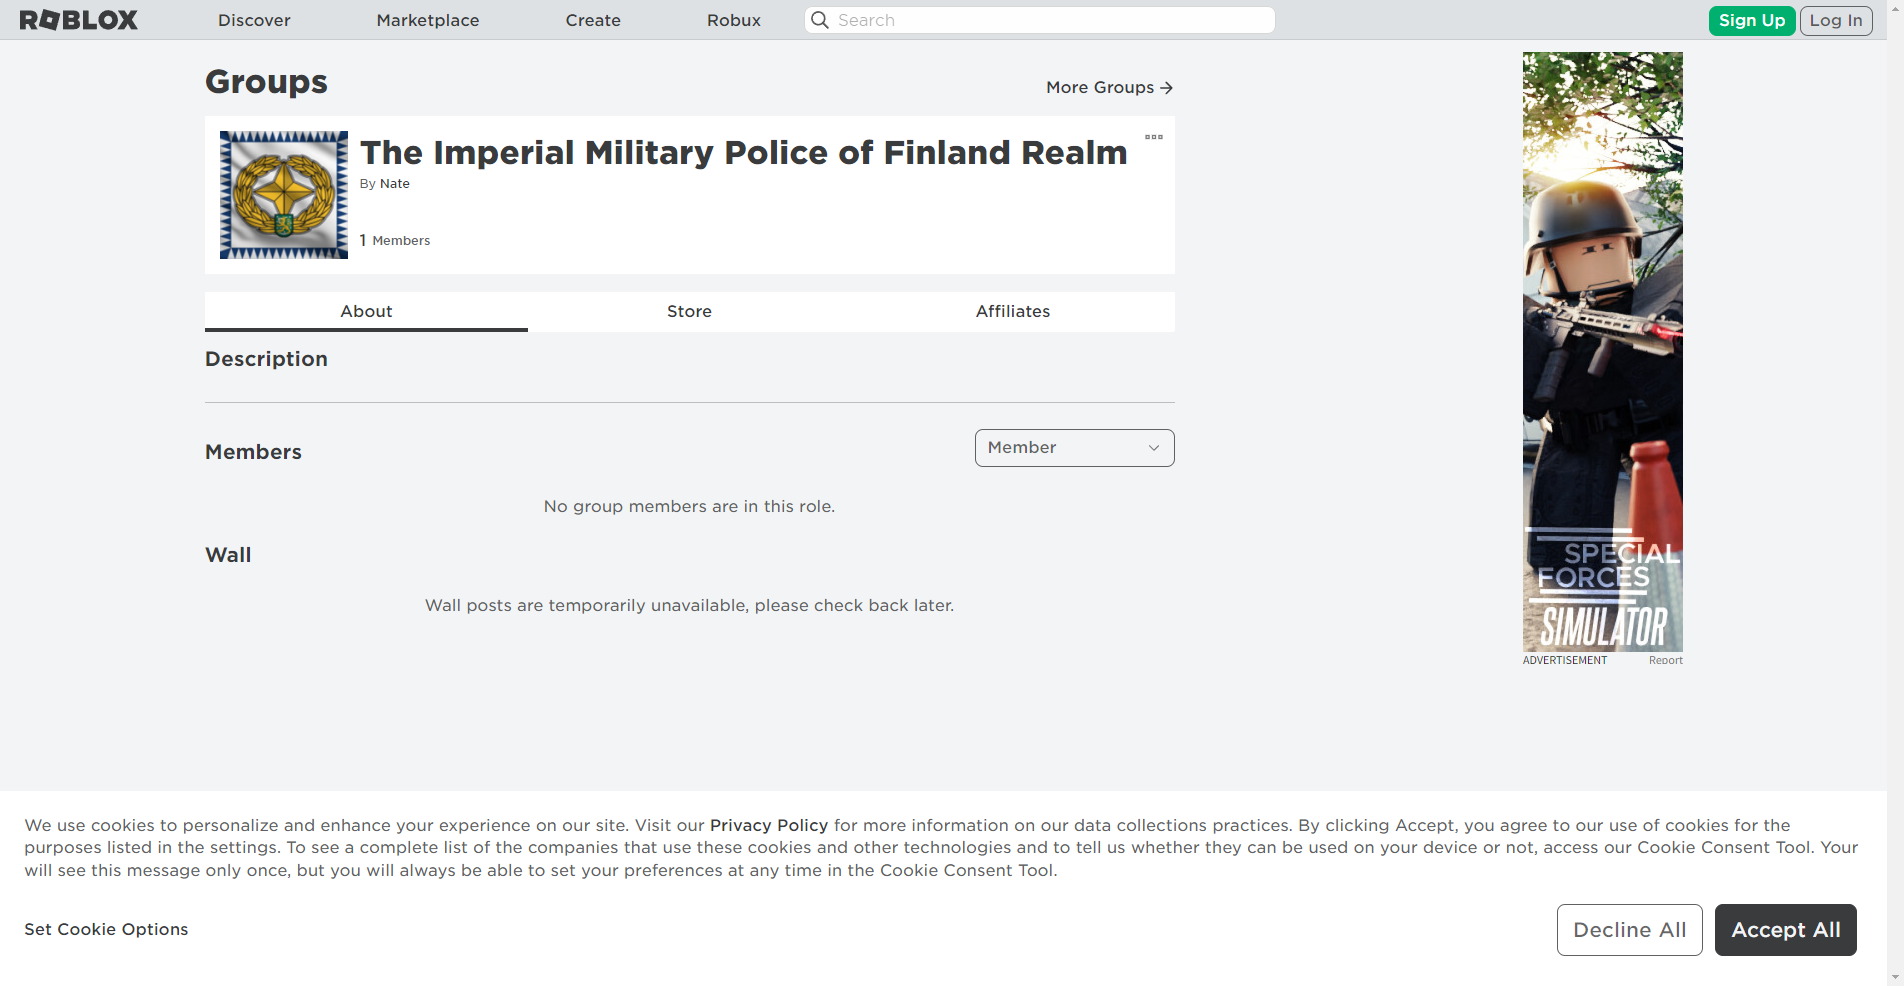 ROBLOX
Discover
Marketplace
Create
Robux
Search
Sign Up
Log In
Groups
More Groups
The Imperial Military Police of Finland Realm
By Nate
1 Members
About
Store
Affiliates
Description
Members
Member
No group members are in this role.
Wall
Wall posts are temporarily unavailable, please check back later.
SPECIAL
FORCES
SIMULATOR
ADVERTISEMENT
Report
We use cookies to personalize and enhance your experience on our site. Visit our Privacy Policy for more information on our data collections practices. By clicking Accept, you agree to our use of cookies for the
purposes listed in the settings. To see a complete list of the companies that use these cookies and other technologies and to tell us whether they can be used on your device or not, access our Cookie Consent Tool. Your
will see this message only once, but you will always be able to set your preferences at any time in the Cookie Consent Tool.
Set Cookie Options
Decline All
Accept All